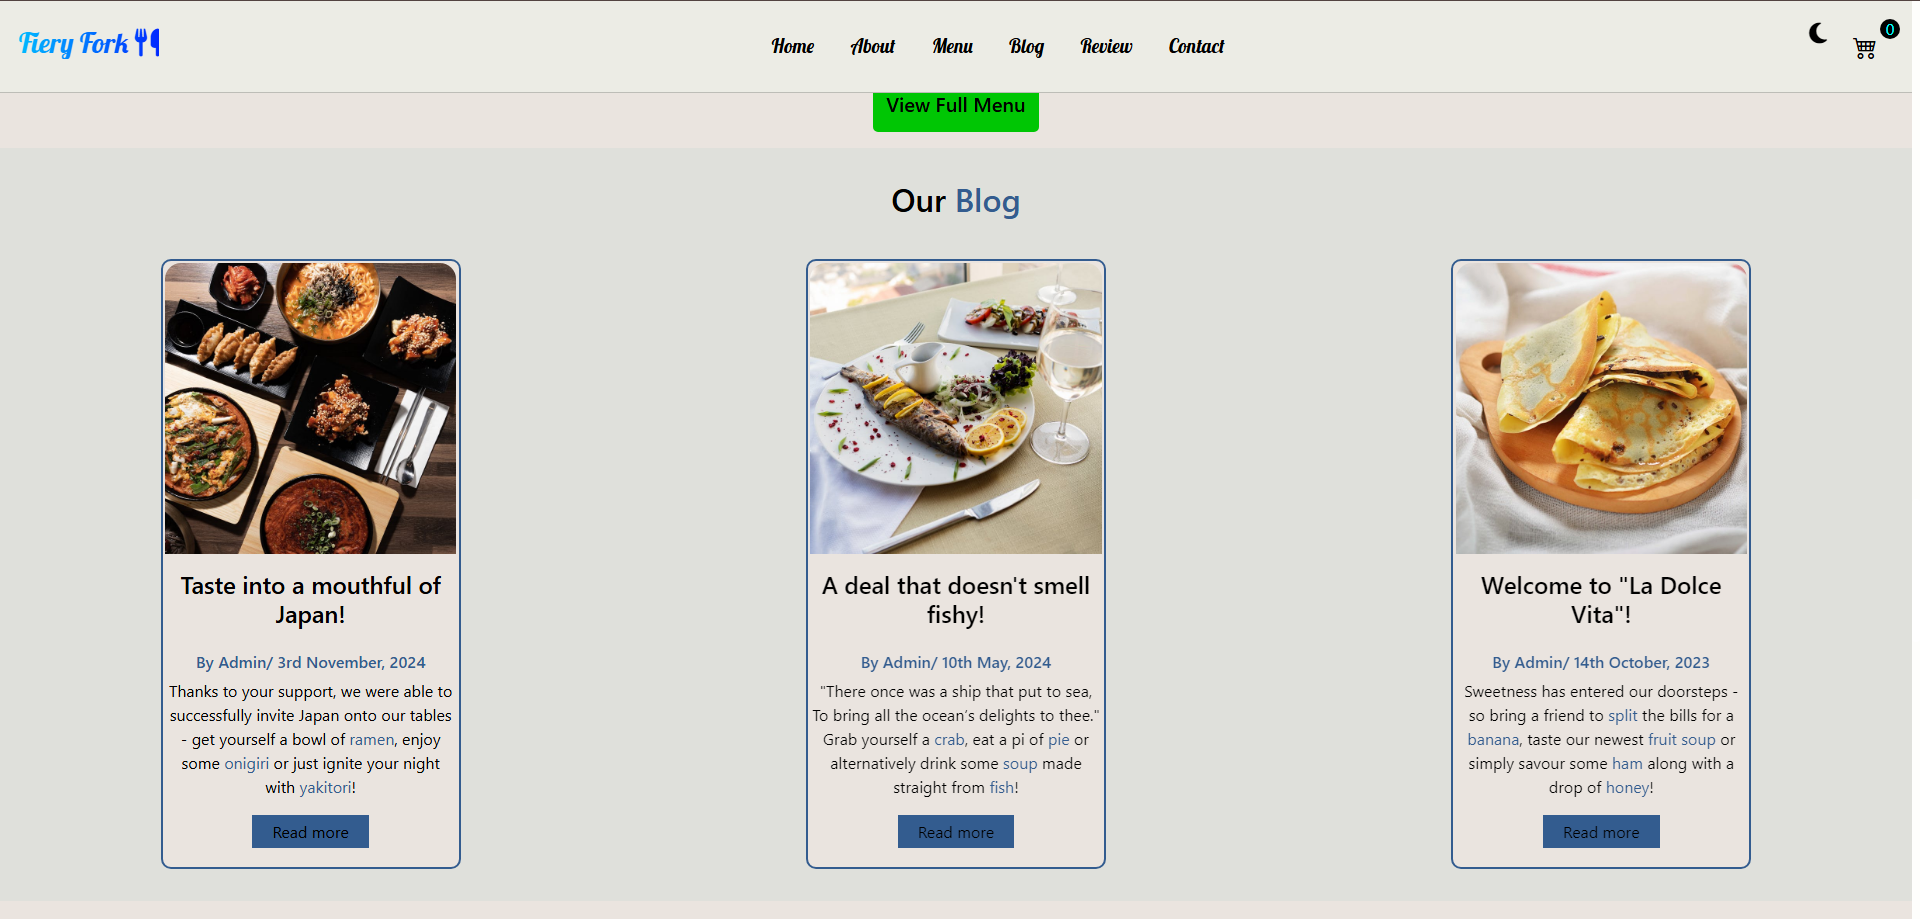 Fiery Fork
Home About Menu Blog Review Contact
0
View Full Menu
Our Blog
Taste into a mouthful of
Japan!
By Admin/ 3rd November, 2024
Thanks to your support, we were able to
successfully invite Japan onto our tables
- get yourself a bowl of ramen, enjoy
some onigiri or just ignite your night
with yakitori!
Read more
A deal that doesn't smell
fishy!
By Admin/ 10th May, 2024
"There once was a ship that put to sea,
To bring all the ocean's delights to thee."
Grab yourself a crab, eat a pi of pie or
alternatively drink some soup made
straight from fish!
Read more
Welcome to "La Dolce
Vita"!
By Admin/ 14th October, 2023
Sweetness has entered our doorsteps -
so bring a friend to split the bills for a
banana, taste our newest fruit soup or
simply savour some ham along with a
drop of honey!
Read more